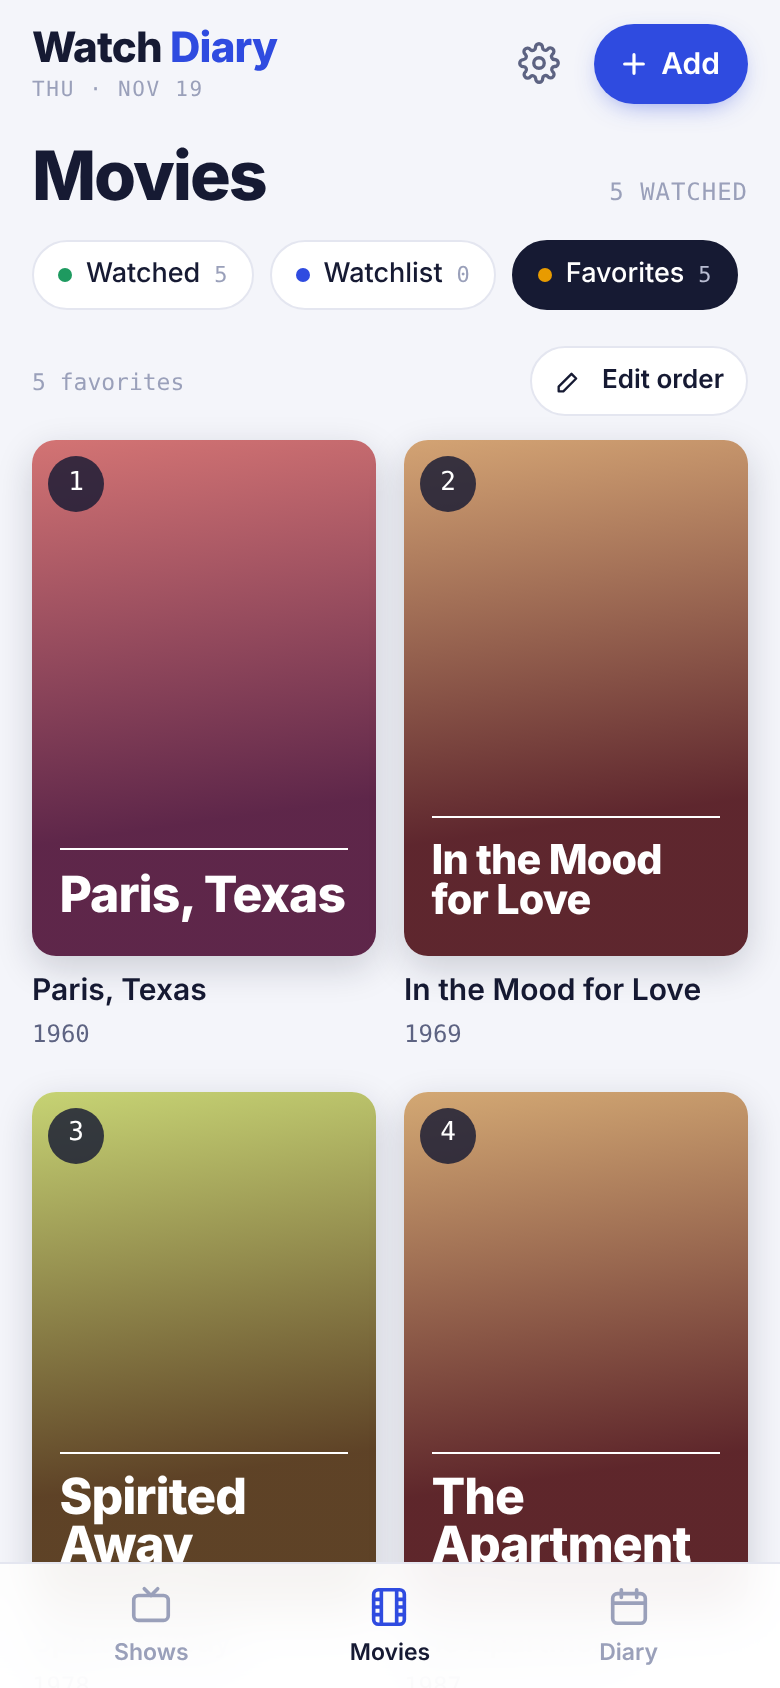 Watch Diary
THU · NOV 19
Add
Movies
5 WATCHED
Watched 5
Watchlist 0
Favorites 5
5 favorites
Edit order
1
Paris, Texas
Paris, Texas
1960
2
In the Mood
for Love
In the Mood for Love
1969
3
Spirited
Away
4
The
Apartment
Shows
Movies
Diary